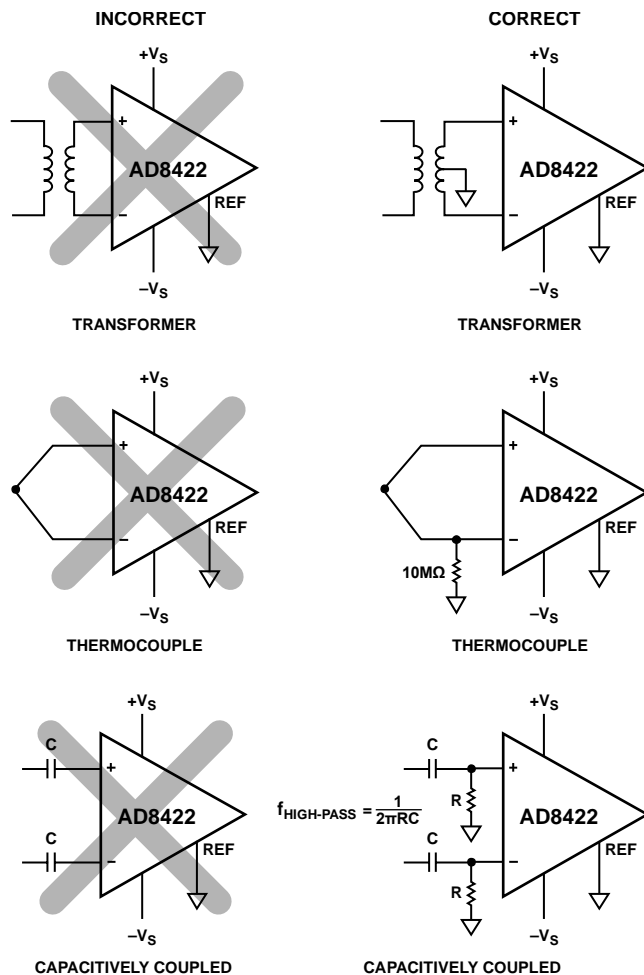 INCORRECT
CORRECT
+VS
+
AD8422
REF
−
−VS
TRANSFORMER
+VS
+
AD8422
REF
−
−VS
TRANSFORMER
+VS
+
AD8422
REF
−
−VS
THERMOCOUPLE
+VS
+
AD8422
REF
−
10MΩ
−VS
THERMOCOUPLE
+VS
C
+
AD8422
C
−
REF
−VS
CAPACITIVELY COUPLED
+VS
C
+
R
fHIGH-PASS = 1/2πRC
AD8422
C
−
REF
R
−VS
CAPACITIVELY COUPLED